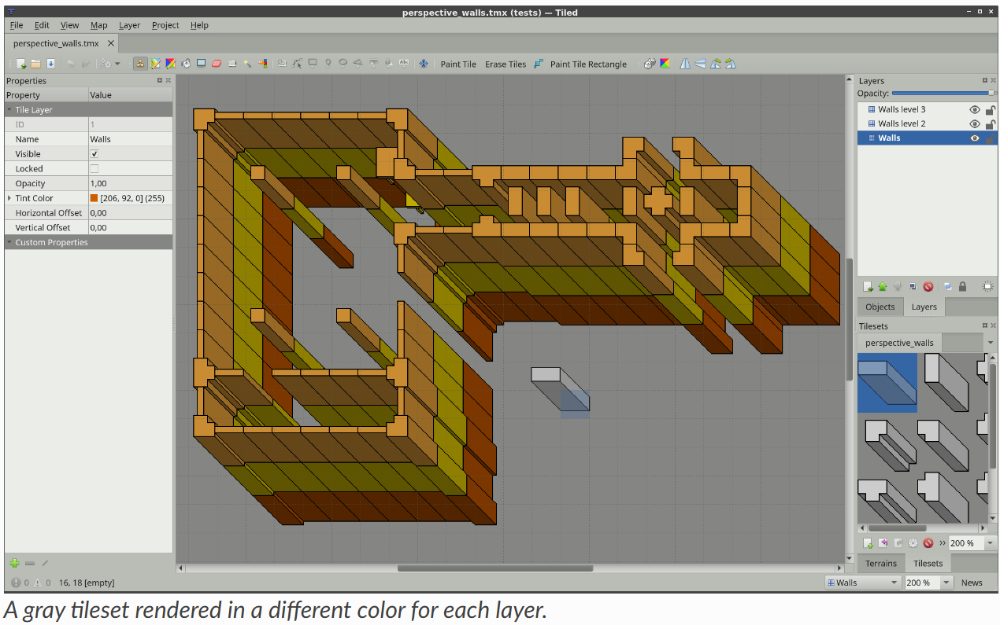 perspective_walls.tmx (tests) — Tiled
File Edit View Map Layer Project Help
perspective_walls.tmx
Paint Tile Erase Tiles Paint Tile Rectangle
Properties
Property Value
Tile Layer
ID 1
Name Walls
Visible
Locked
Opacity 1,00
Tint Color [206, 92, 0] (255)
Horizontal Offset 0,00
Vertical Offset 0,00
Custom Properties
Layers
Opacity:
Walls level 3
Walls level 2
Walls
Objects Layers
Tilesets
perspective_walls
200 %
Terrains Tilesets
0 0 16, 18 [empty]
Walls 200 % News
A gray tileset rendered in a different color for each layer.